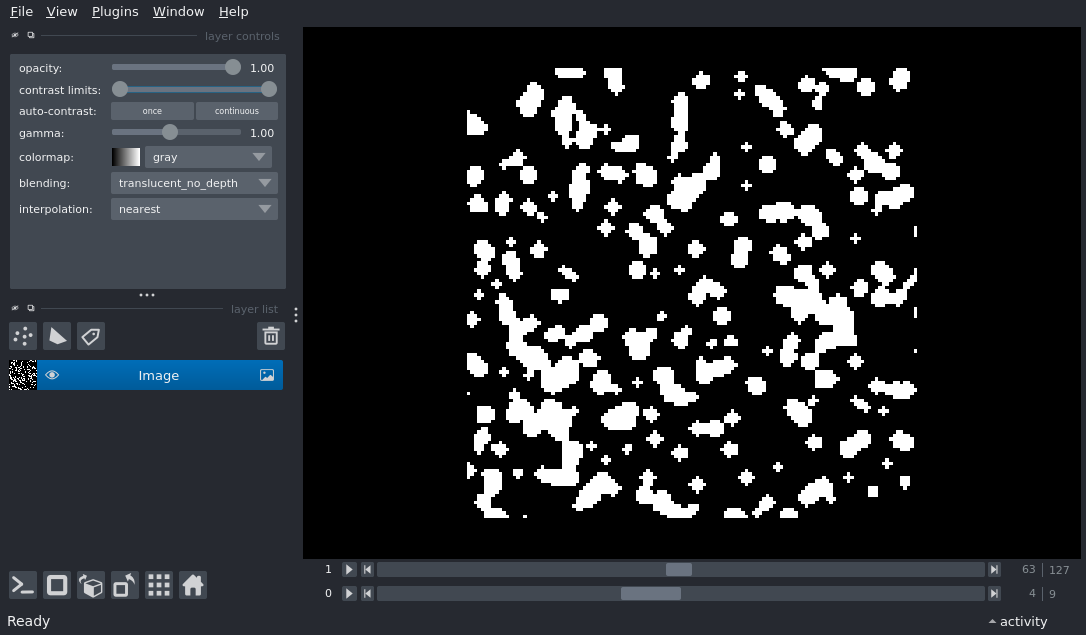 File View Plugins Window Help
layer controls
opacity: 1.00
contrast limits:
auto-contrast: once continuous
gamma: 1.00
colormap: gray
blending: translucent_no_depth
interpolation: nearest
layer list
Image
1 63 127
0 4 9
Ready activity